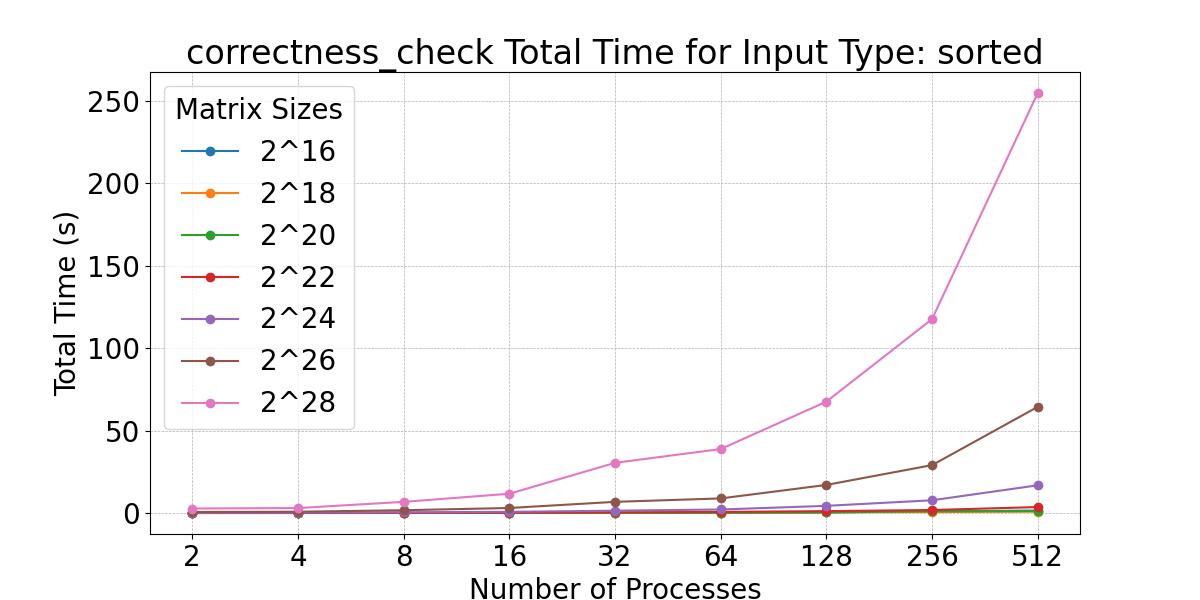 correctness_check Total Time for Input Type: sorted
Matrix Sizes
2^16
2^18
2^20
2^22
2^24
2^26
2^28
Total Time (s)
250
200
150
100
50
0
2 4 8 16 32 64 128 256 512
Number of Processes